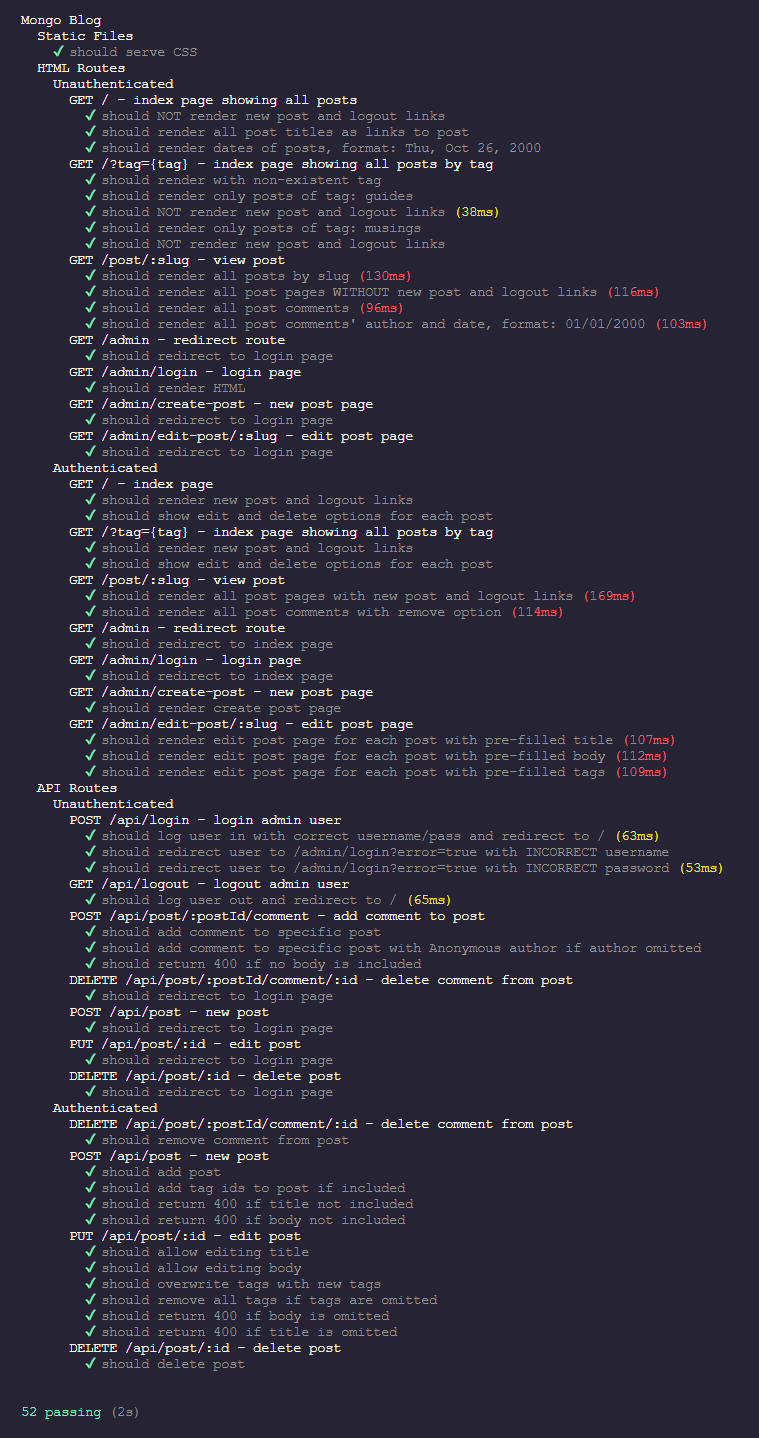 Mongo Blog
Static Files
✔ should serve CSS
HTML Routes
Unauthenticated
GET / - index page showing all posts
✔ should NOT render new post and logout links
✔ should render all post titles as links to post
✔ should render dates of posts, format: Thu, Oct 26, 2000
GET /?tag={tag} - index page showing all posts by tag
✔ should render with non-existent tag
✔ should render only posts of tag: guides
✔ should NOT render new post and logout links (38ms)
✔ should render only posts of tag: musings
✔ should NOT render new post and logout links
GET /post/:slug - view post
✔ should render all posts by slug (130ms)
✔ should render all post pages WITHOUT new post and logout links (116ms)
✔ should render all post comments (96ms)
✔ should render all post comments' author and date, format: 01/01/2000 (103ms)
GET /admin - redirect route
✔ should redirect to login page
GET /admin/login - login page
✔ should render HTML
GET /admin/create-post - new post page
✔ should redirect to login page
GET /admin/edit-post/:slug - edit post page
✔ should redirect to login page
Authenticated
GET / - index page
✔ should render new post and logout links
✔ should show edit and delete options for each post
GET /?tag={tag} - index page showing all posts by tag
✔ should render new post and logout links
✔ should show edit and delete options for each post
GET /post/:slug - view post
✔ should render all post pages with new post and logout links (169ms)
✔ should render all post comments with remove option (114ms)
GET /admin - redirect route
✔ should redirect to index page
GET /admin/login - login page
✔ should redirect to index page
GET /admin/create-post - new post page
✔ should render create post page
GET /admin/edit-post/:slug - edit post page
✔ should render edit post page for each post with pre-filled title (107ms)
✔ should render edit post page for each post with pre-filled body (112ms)
✔ should render edit post page for each post with pre-filled tags (109ms)
API Routes
Unauthenticated
POST /api/login - login admin user
✔ should log user in with correct username/pass and redirect to / (63ms)
✔ should redirect user to /admin/login?error=true with INCORRECT username
✔ should redirect user to /admin/login?error=true with INCORRECT password (53ms)
GET /api/logout - logout admin user
✔ should log user out and redirect to / (65ms)
POST /api/post/:postId/comment - add comment to post
✔ should add comment to specific post
✔ should add comment to specific post with Anonymous author if author omitted
✔ should return 400 if no body is included
DELETE /api/post/:postId/comment/:id - delete comment from post
✔ should redirect to login page
POST /api/post - new post
✔ should redirect to login page
PUT /api/post/:id - edit post
✔ should redirect to login page
DELETE /api/post/:id - delete post
✔ should redirect to login page
Authenticated
DELETE /api/post/:postId/comment/:id - delete comment from post
✔ should remove comment from post
POST /api/post - new post
✔ should add post
✔ should add tag ids to post if included
✔ should return 400 if title not included
✔ should return 400 if body not included
PUT /api/post/:id - edit post
✔ should allow editing title
✔ should allow editing body
✔ should overwrite tags with new tags
✔ should remove all tags if tags are omitted
✔ should return 400 if body is omitted
✔ should return 400 if title is omitted
DELETE /api/post/:id - delete post
✔ should delete post
52 passing (2s)